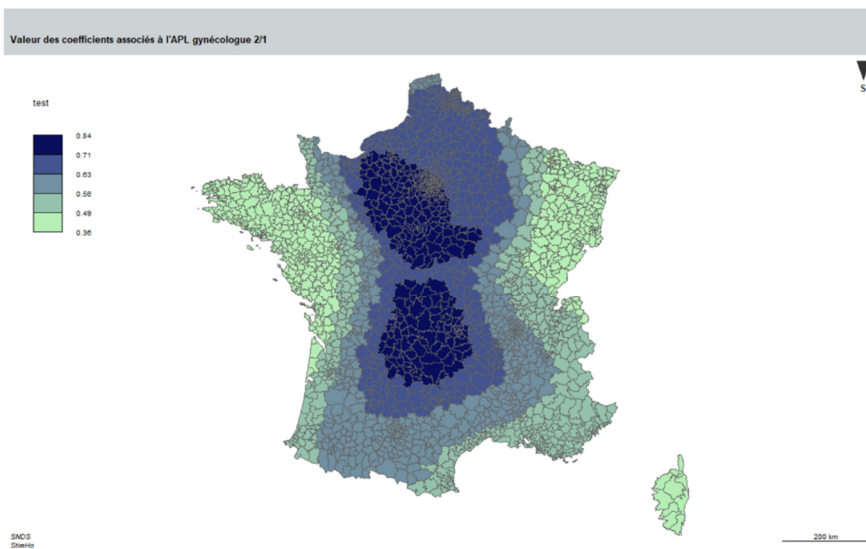 Valeur des coefficients associés à l'APL gynécologue 2/1
S
test
0.84
0.71
0.63
0.56
0.49
0.36
SNDS
StimHo
200 km